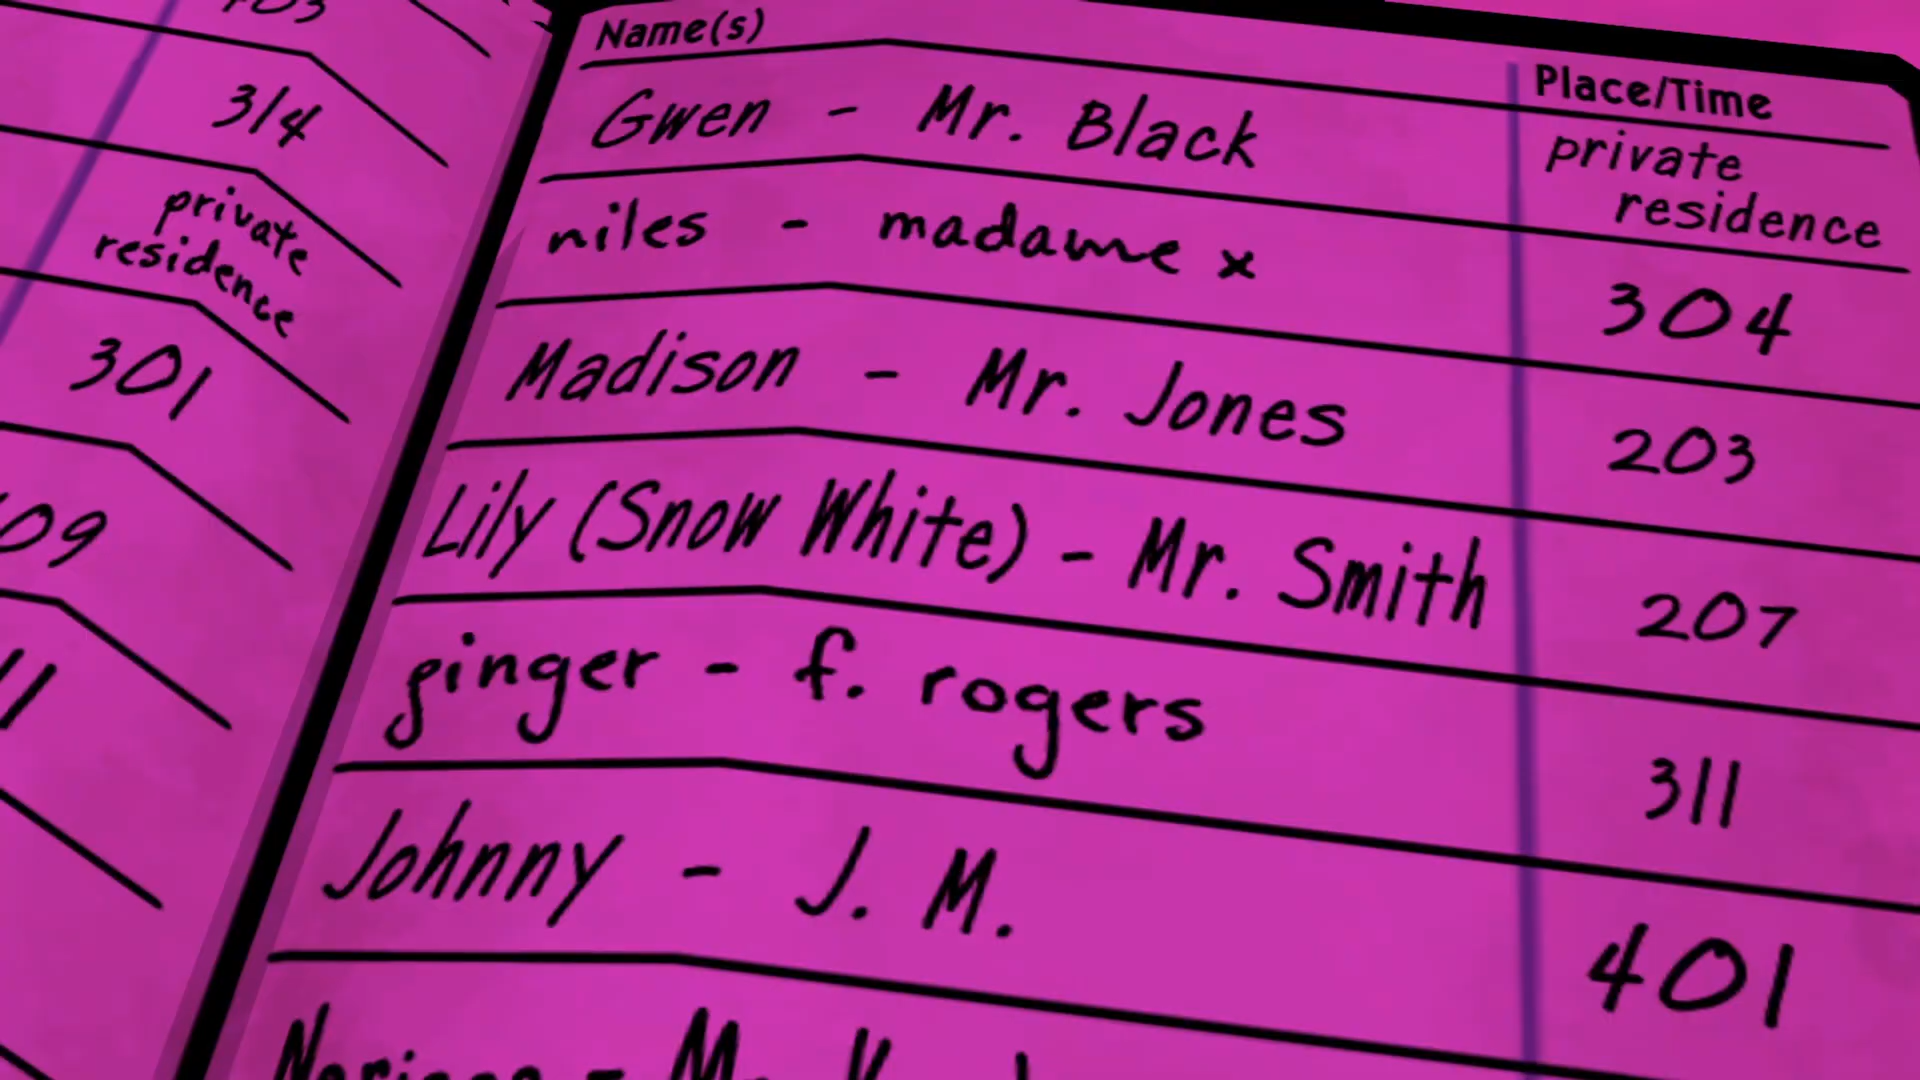 314
private
residence
301
09
Name(s)
Place/Time
Gwen - Mr. Black
private
residence
niles - madame x
304
Madison - Mr. Jones
203
Lily (Snow White) - Mr. Smith
207
ginger - f. rogers
311
Johnny - J. M.
401